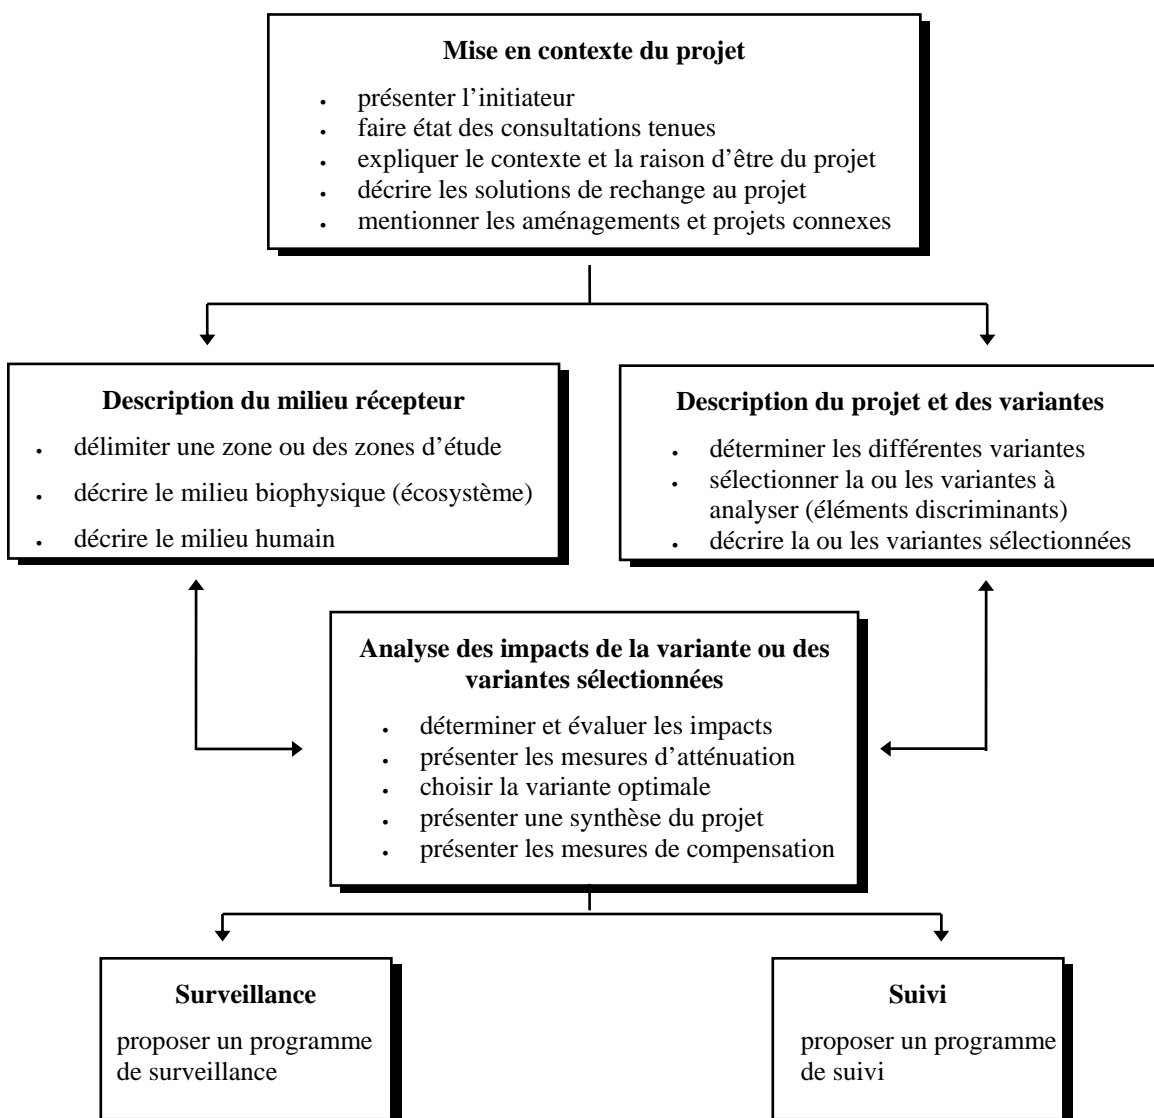 Mise en contexte du projet
• présenter l’initiateur
• faire état des consultations tenues
• expliquer le contexte et la raison d’être du projet
• décrire les solutions de rechange au projet
• mentionner les aménagements et projets connexes
Description du milieu récepteur
• délimiter une zone ou des zones d’étude
• décrire le milieu biophysique (écosystème)
• décrire le milieu humain
Description du projet et des variantes
• déterminer les différentes variantes
• sélectionner la ou les variantes à
analyser (éléments discriminants)
• décrire la ou les variantes sélectionnées
Analyse des impacts de la variante ou des
variantes sélectionnées
• déterminer et évaluer les impacts
• présenter les mesures d’atténuation
• choisir la variante optimale
• présenter une synthèse du projet
• présenter les mesures de compensation
Surveillance
proposer un programme
de surveillance
Suivi
proposer un programme
de suivi